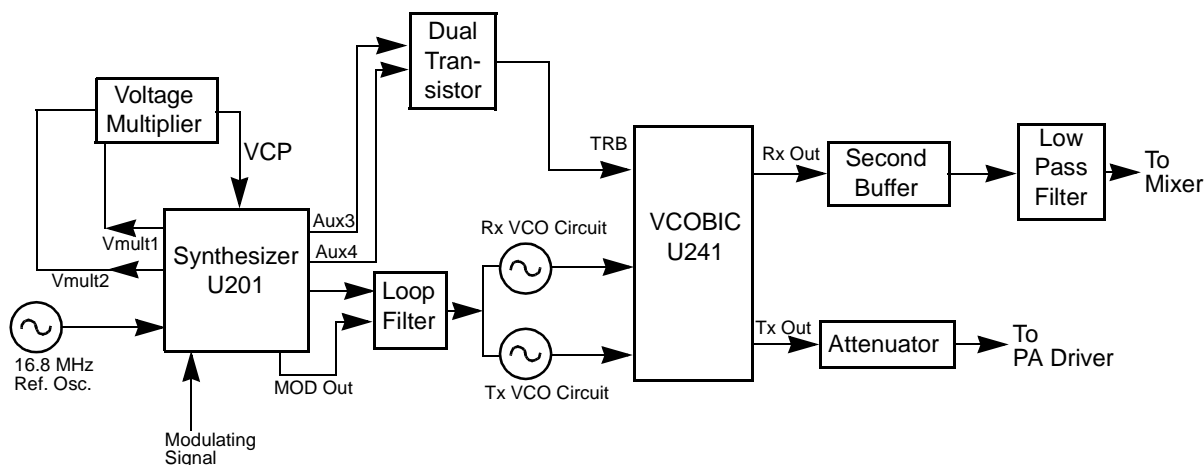 Dual
Tran-
sistor
Voltage
Multiplier
VCP
TRB
Rx Out
Second
Buffer
Low
Pass
Filter
To
Mixer
Vmult1
Vmult2
Synthesizer
U201
Aux3
Aux4
Rx VCO Circuit
VCOBIC
U241
Loop
Filter
16.8 MHz
Ref. Osc.
MOD Out
Tx VCO Circuit
Tx Out
Attenuator
To
PA Driver
Modulating
Signal